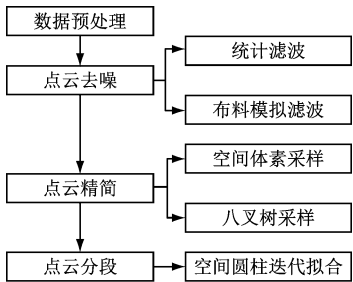 数据预处理
点云去噪
统计滤波
布料模拟滤波
点云精简
空间体素采样
八叉树采样
点云分段
空间圆柱迭代拟合